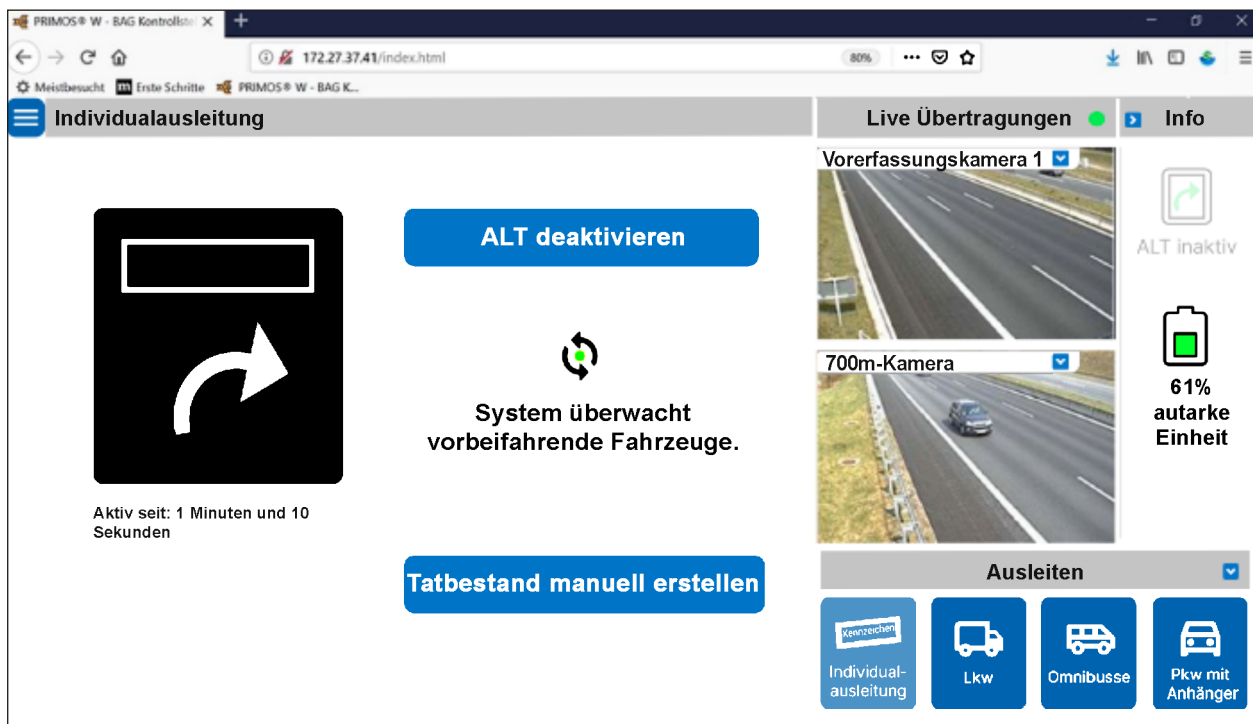 PRIMOS® W - BAG Kontrollste
172.27.37.41/index.html
80%
Meistbesucht
Erste Schritte
PRIMOS® W - BAG K...
Individualausleitung
Live Übertragungen
Info
ALT deaktivieren
System überwacht
vorbeifahrende Fahrzeuge.
Aktiv seit: 1 Minuten und 10
Sekunden
Tatbestand manuell erstellen
Vorerfassungskamera 1
700m-Kamera
ALT inaktiv
61%
autarke
Einheit
Ausleiten
Kennzeichen
Individual-
ausleitung
Lkw
Omnibusse
Pkw mit
Anhänger